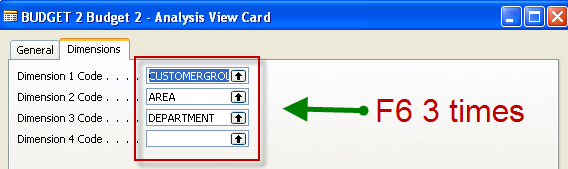 BUDGET 2 Budget 2 - Analysis View Card
General Dimensions
Dimension 1 Code . . . . CUSTOMERGROU
Dimension 2 Code . . . . AREA
Dimension 3 Code . . . . DEPARTMENT
Dimension 4 Code . . . .
F6 3 times